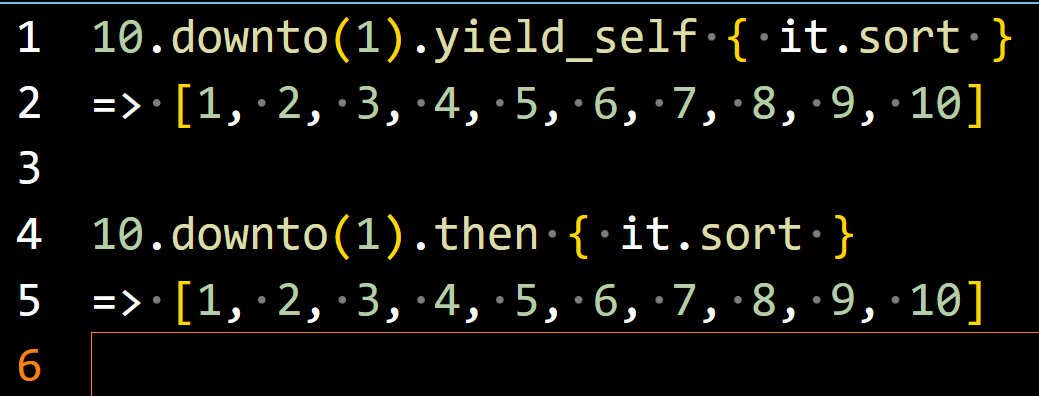 1 10.downto(1).yield_self { it.sort }
2 => [1, 2, 3, 4, 5, 6, 7, 8, 9, 10]
3
4 10.downto(1).then { it.sort }
5 => [1, 2, 3, 4, 5, 6, 7, 8, 9, 10]
6